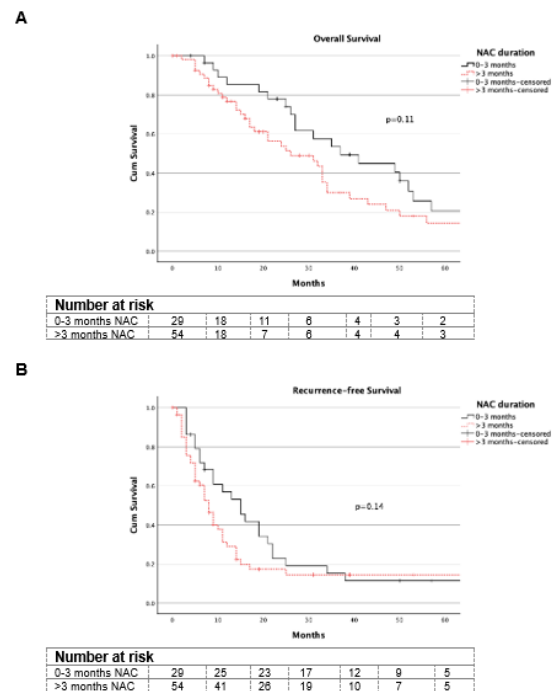 A
Overall Survival
NAC duration
0-3 months
>3 months
0-3 months-censored
>3 months-censored
1.0
0.8
0.6
0.4
0.2
0.0
Cum Survival
p=0.11
0 10 20 30 40 50 60
Months
Number at risk
0-3 months NAC 29 18 11 6 4 3 2
>3 months NAC 54 18 7 6 4 4 3
B
Recurrence-free Survival
NAC duration
0-3 months
>3 months
0-3 months-censored
>3 months-censored
1.0
0.8
0.6
0.4
0.2
0.0
Cum Survival
p=0.14
0 10 20 30 40 50 60
Months
Number at risk
0-3 months NAC 29 25 23 17 12 9 5
>3 months NAC 54 41 26 19 10 7 5